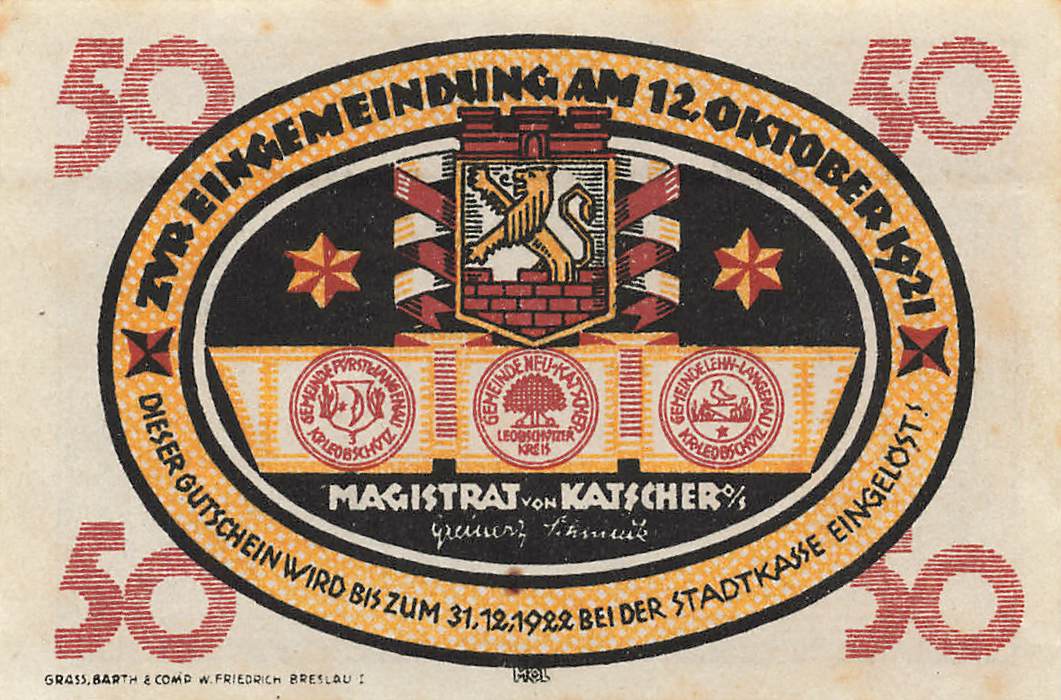 50
50
ZUR EINGEMEINDUNG AM 12. OKTOBER 1921
GEMEINDE FÜRSTL. LANGENAU
KR. LEOBSCHÜTZ
GEMEINDE NEU-KATSCHER
LEOBSCHÜTZER
KREIS
GEMEINDE LEHN-LANGENAU
KR. LEOBSCHÜTZ
MAGISTRAT VON KATSCHER O/S
DIESER GUTSCHEIN WIRD BIS ZUM 31.12.1922 BEI DER STADTKASSE EINGELÖST!
50
50
GRASS, BARTH & COMP W. FRIEDRICH BRESLAU I